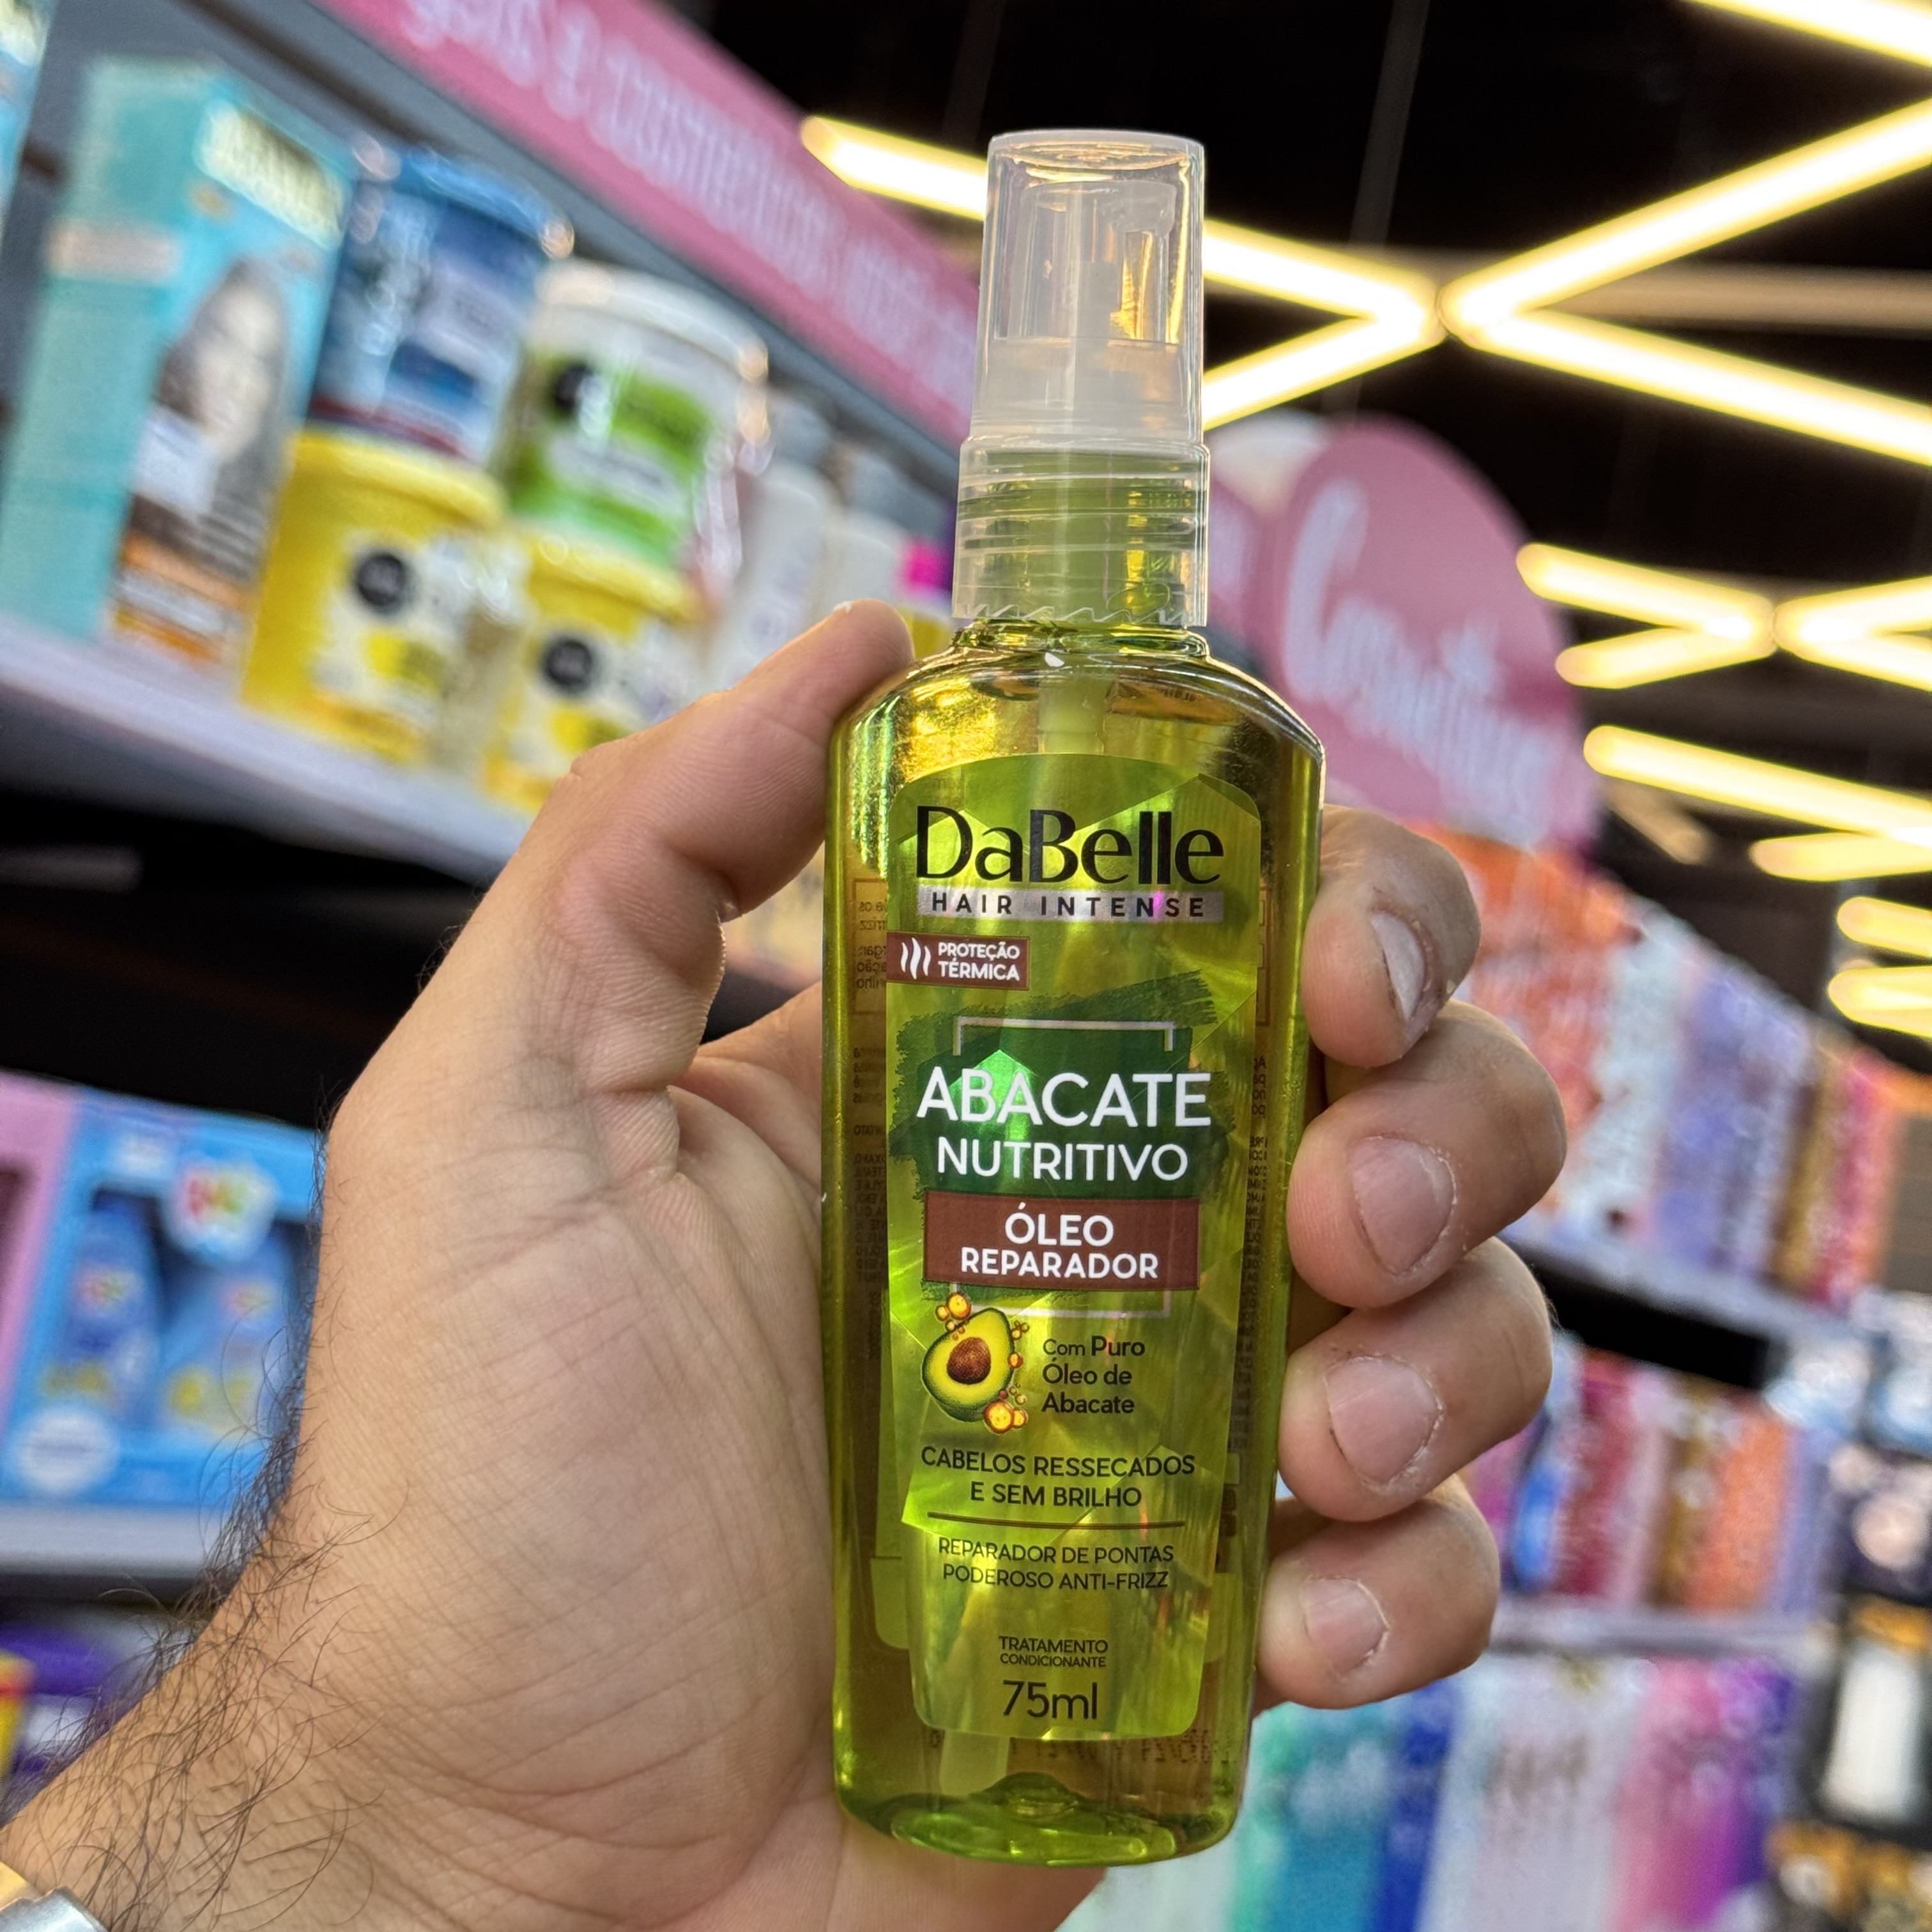 DaBelle
HAIR INTENSE
PROTEÇÃO
TÉRMICA
ABACATE
NUTRITIVO
ÓLEO
REPARADOR
Com Puro
Óleo de
Abacate
CABELOS RESSECADOS
E SEM BRILHO
REPARADOR DE PONTAS
PODEROSO ANTI-FRIZZ
TRATAMENTO
CONDICIONANTE
75ml
Cosméticos